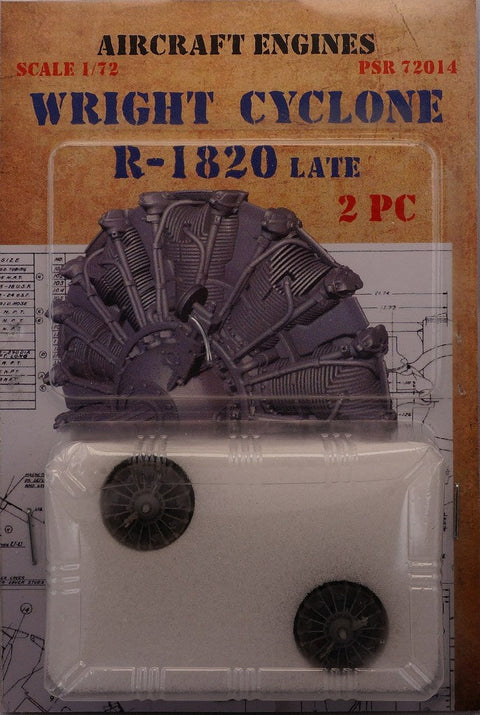 AIRCRAFT ENGINES
SCALE 1/72 PSR 72014
WRIGHT CYCLONE
R-1820 LATE
2 PC